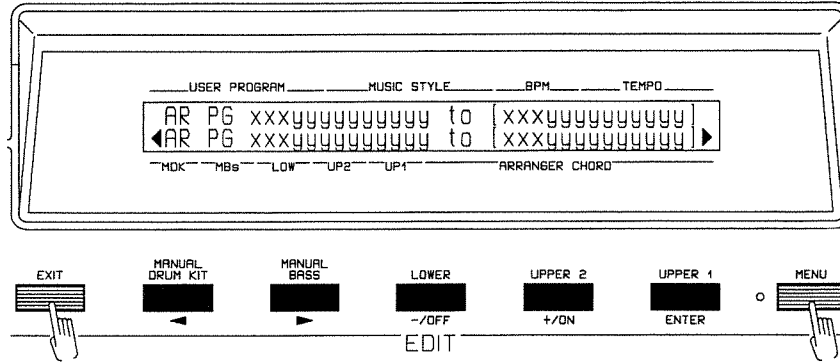 USER PROGRAM MUSIC STYLE BPM TEMPO
AR PG xxxyyyyyyyyyy to [xxxyyyyyyyyyy]
◀AR PG xxxyyyyyyyyyy to [xxxyyyyyyyyyy]▶
MDK MBs LOW UP2 UP1 ARRANGER CHORD
EXIT MANUAL DRUM KIT MANUAL BASS LOWER UPPER 2 UPPER 1 MENU
◀ ▶ -/OFF +/ON ENTER
EDIT